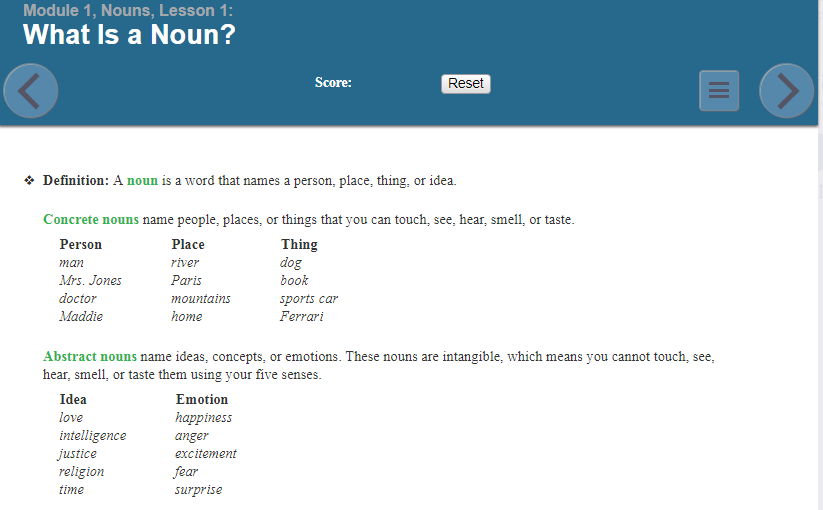 Module 1, Nouns, Lesson 1:
What Is a Noun?
Score: Reset
❖ Definition: A noun is a word that names a person, place, thing, or idea.
Concrete nouns name people, places, or things that you can touch, see, hear, smell, or taste.
Person Place Thing
man river dog
Mrs. Jones Paris book
doctor mountains sports car
Maddie home Ferrari
Abstract nouns name ideas, concepts, or emotions. These nouns are intangible, which means you cannot touch, see,
hear, smell, or taste them using your five senses.
Idea Emotion
love happiness
intelligence anger
justice excitement
religion fear
time surprise